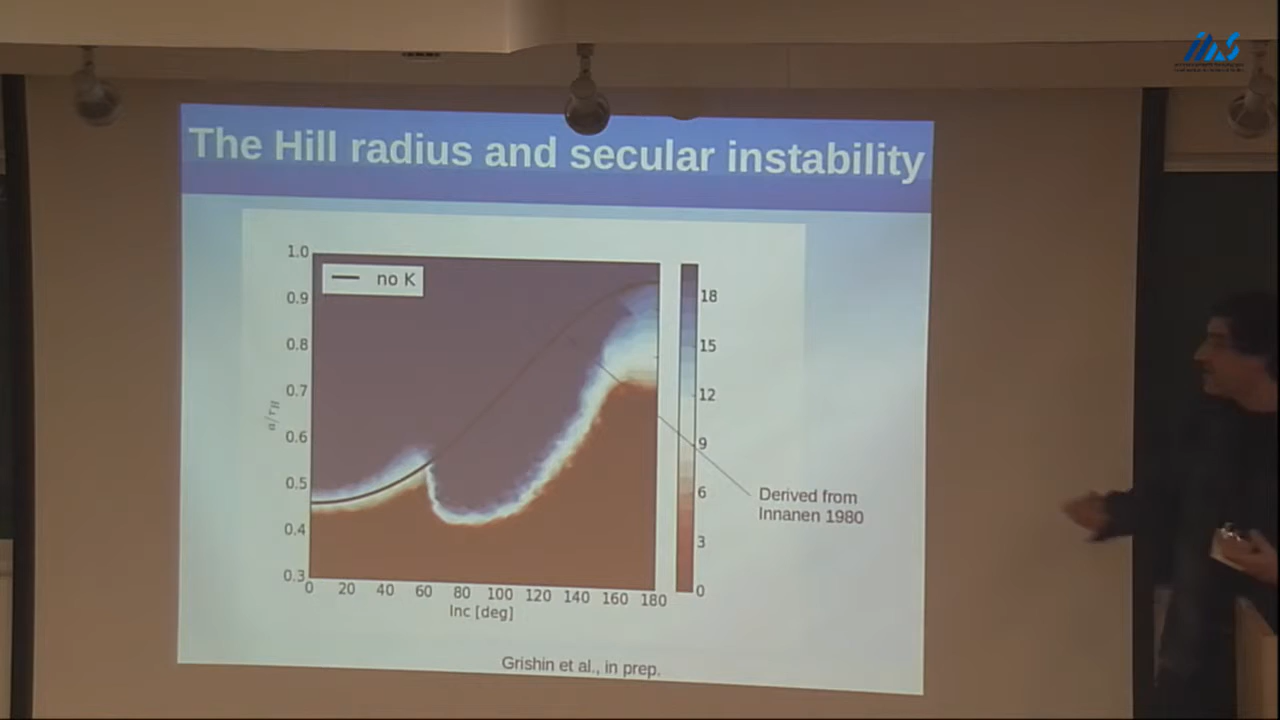 The Hill radius and secular instability
1.0
0.9
0.8
0.7
0.6
0.5
0.4
0.3
a/r_H
no K
0 20 40 60 80 100 120 140 160 180
Inc [deg]
18
15
12
9
6
3
0
Derived from
Innanen 1980
Grishin et al., in prep.